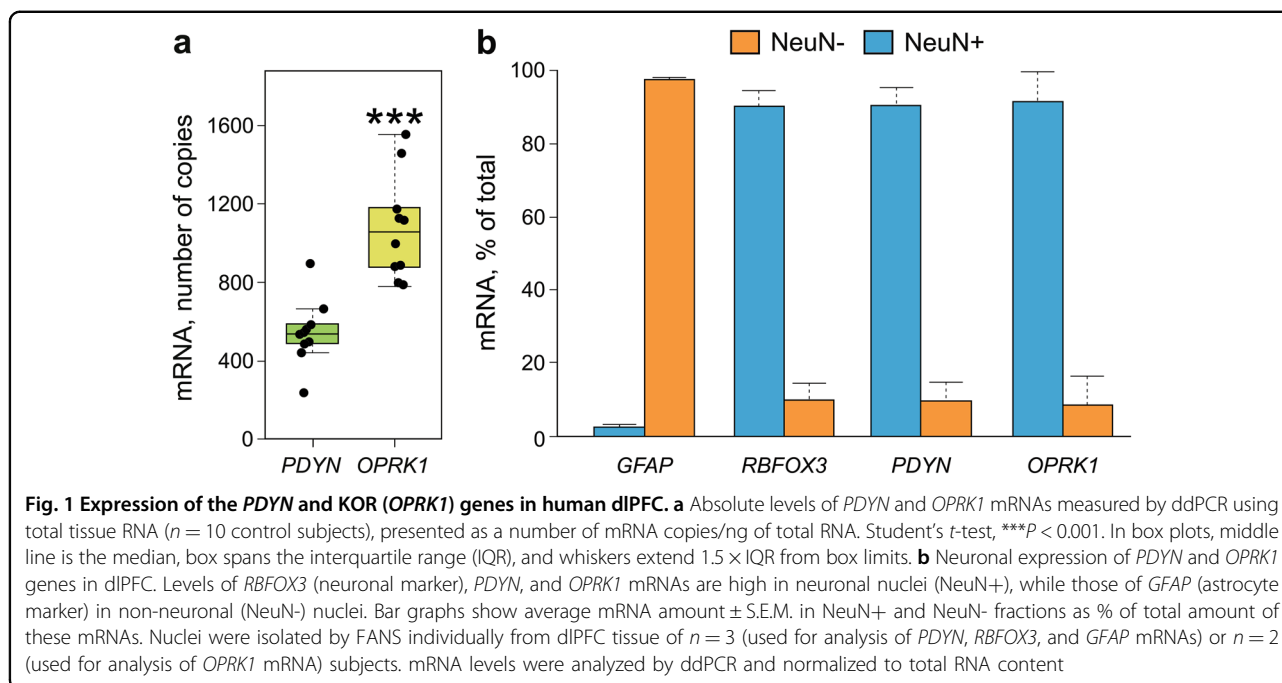 a
mRNA, number of copies
1600
1200
800
400
0
***
PDYN OPRK1
b
NeuN- NeuN+
mRNA, % of total
100
80
60
40
20
0
GFAP RBFOX3 PDYN OPRK1
Fig. 1 Expression of the PDYN and KOR (OPRK1) genes in human dlPFC. a Absolute levels of PDYN and OPRK1 mRNAs measured by ddPCR using
total tissue RNA (n = 10 control subjects), presented as a number of mRNA copies/ng of total RNA. Student's t-test, ***P < 0.001. In box plots, middle
line is the median, box spans the interquartile range (IQR), and whiskers extend 1.5 × IQR from box limits. b Neuronal expression of PDYN and OPRK1
genes in dlPFC. Levels of RBFOX3 (neuronal marker), PDYN, and OPRK1 mRNAs are high in neuronal nuclei (NeuN+), while those of GFAP (astrocyte
marker) in non-neuronal (NeuN-) nuclei. Bar graphs show average mRNA amount ± S.E.M. in NeuN+ and NeuN- fractions as % of total amount of
these mRNAs. Nuclei were isolated by FANS individually from dlPFC tissue of n = 3 (used for analysis of PDYN, RBFOX3, and GFAP mRNAs) or n = 2
(used for analysis of OPRK1 mRNA) subjects. mRNA levels were analyzed by ddPCR and normalized to total RNA content